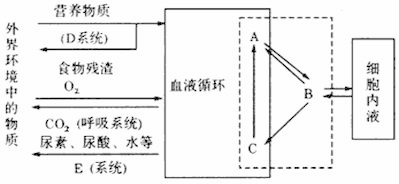 外界环境中的物质
营养物质
(D系统)
食物残渣
O₂
CO₂ (呼吸系统)
尿素、尿酸、水等
E (系统)
血液循环
A
B
C
细胞内液